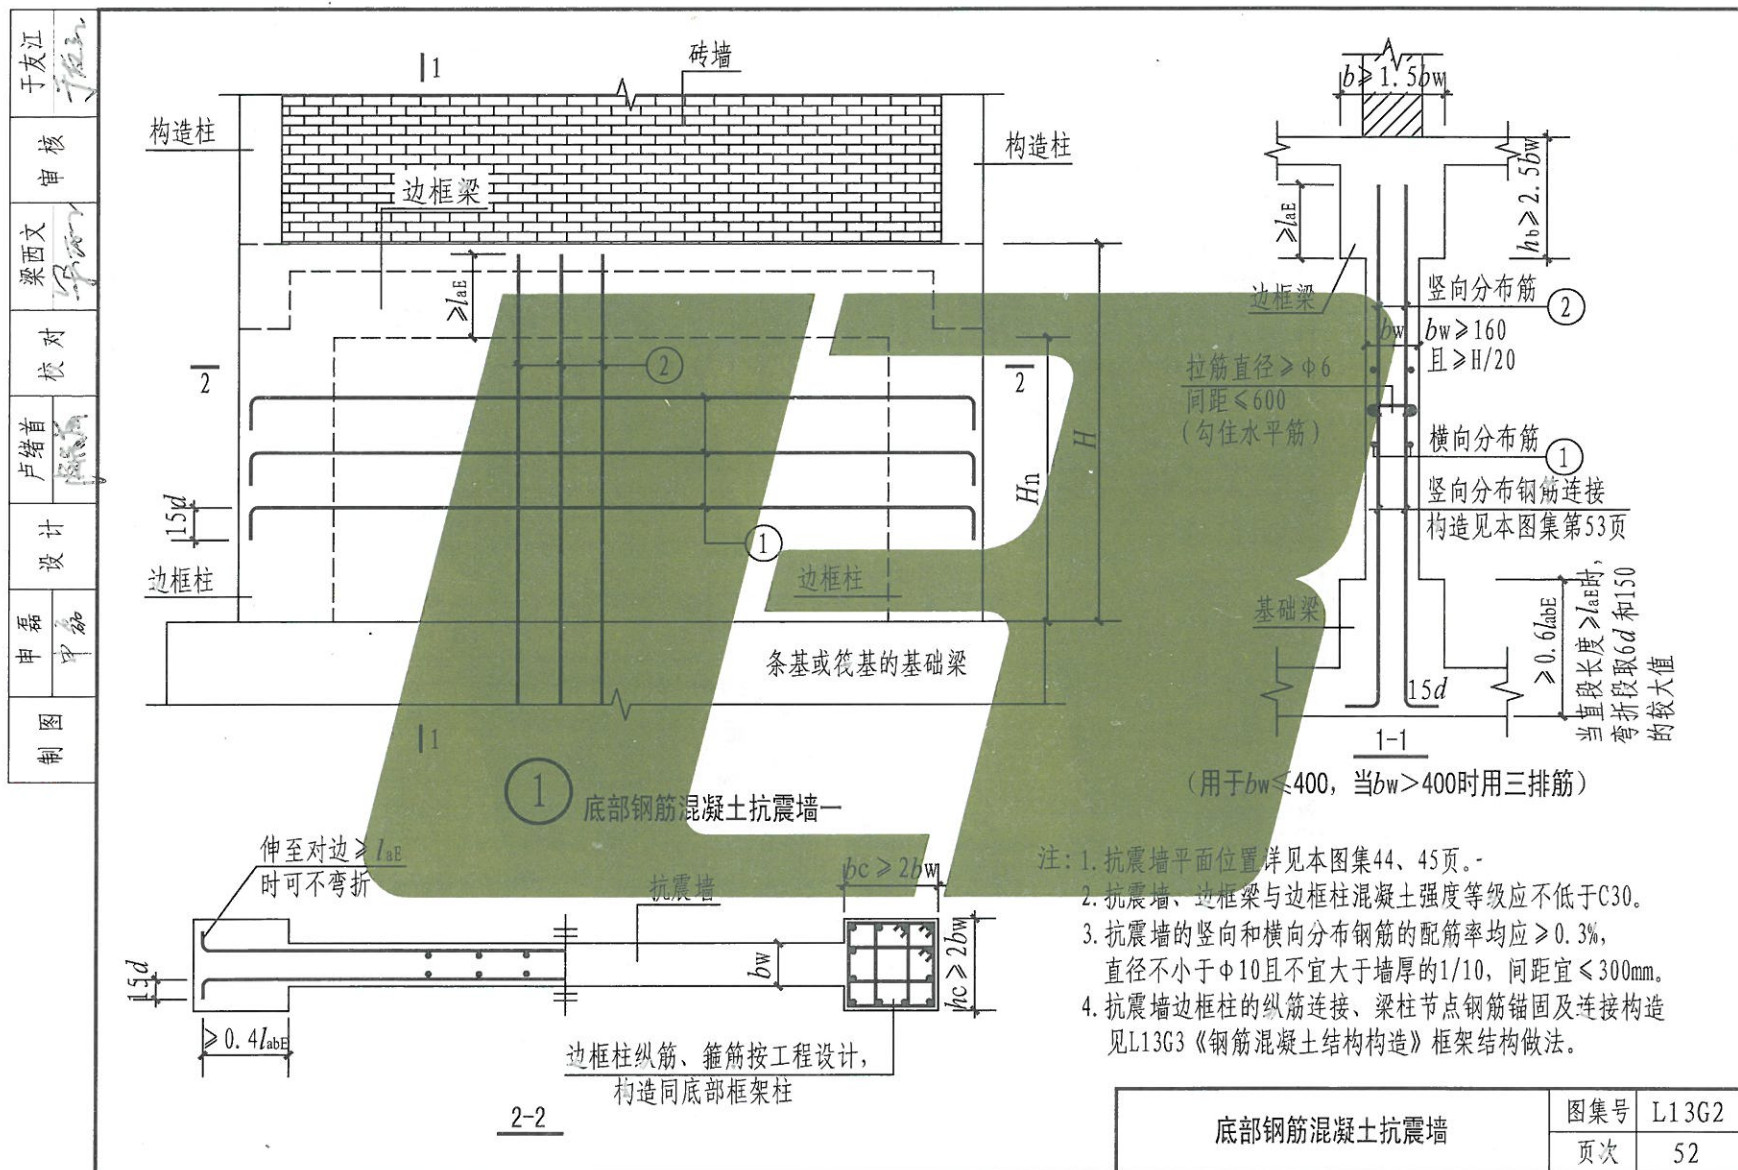 于友江
审核
梁西文
校对
卢绪首
设计
申磊
申磊
制图
1
砖墙
构造柱
构造柱
边框梁
≥laE
2
2
2
15d
1
边框柱
边框柱
Hn
H
条基或筏基的基础梁
1
1 底部钢筋混凝土抗震墙一
b≥1.5bw
≥laE
hb≥2.5bw
边框梁
竖向分布筋
2
bw
bw≥160
且≥H/20
拉筋直径≥Φ6
间距≤600
(勾住水平筋)
横向分布筋
1
竖向分布钢筋连接
构造见本图集第53页
基础梁
≥0.6labE
当直段长度≥laE时,
弯折段取6d和150
的较大值
15d
1-1
(用于bw≤400, 当bw>400时用三排筋)
伸至对边≥laE
时可不弯折
抗震墙
bc≥2bw
bw
hc≥2bw
15d
≥0.4labE
边框柱纵筋、箍筋按工程设计,
构造同底部框架柱
2-2
注: 1. 抗震墙平面位置详见本图集44、45页。
2. 抗震墙、边框梁与边框柱混凝土强度等级应不低于C30。
3. 抗震墙的竖向和横向分布钢筋的配筋率均应≥0.3%,
直径不小于Φ10且不宜大于墙厚的1/10, 间距宜≤300mm。
4. 抗震墙边框柱的纵筋连接、梁柱节点钢筋锚固及连接构造
见L13G3《钢筋混凝土结构构造》框架结构做法。
底部钢筋混凝土抗震墙
图集号 L13G2
页次 52